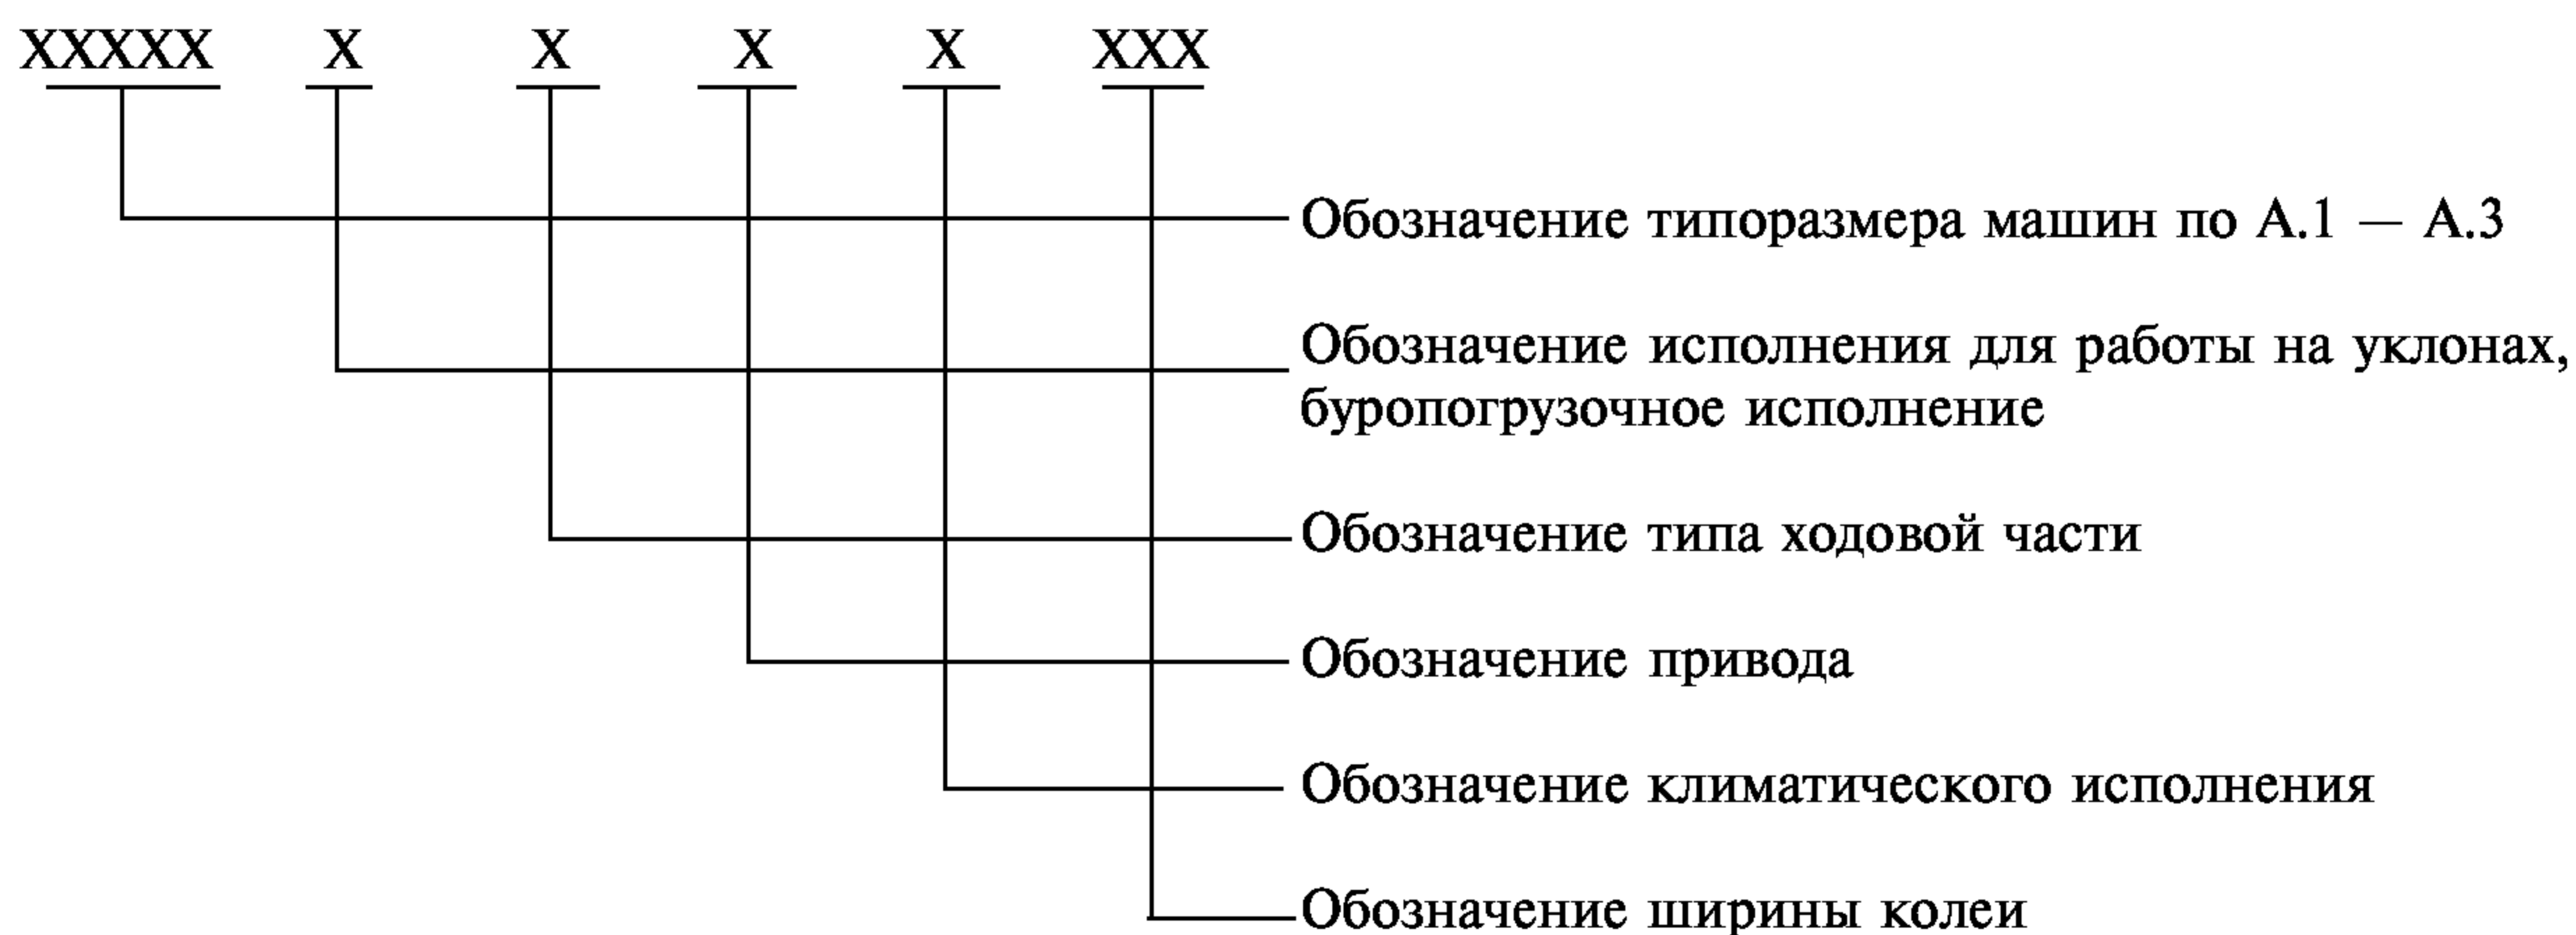 XXXXX X X X X XXX
Обозначение типоразмера машин по А.1 — А.3
Обозначение исполнения для работы на уклонах,
буропогрузочное исполнение
Обозначение типа ходовой части
Обозначение привода
Обозначение климатического исполнения
Обозначение ширины колеи